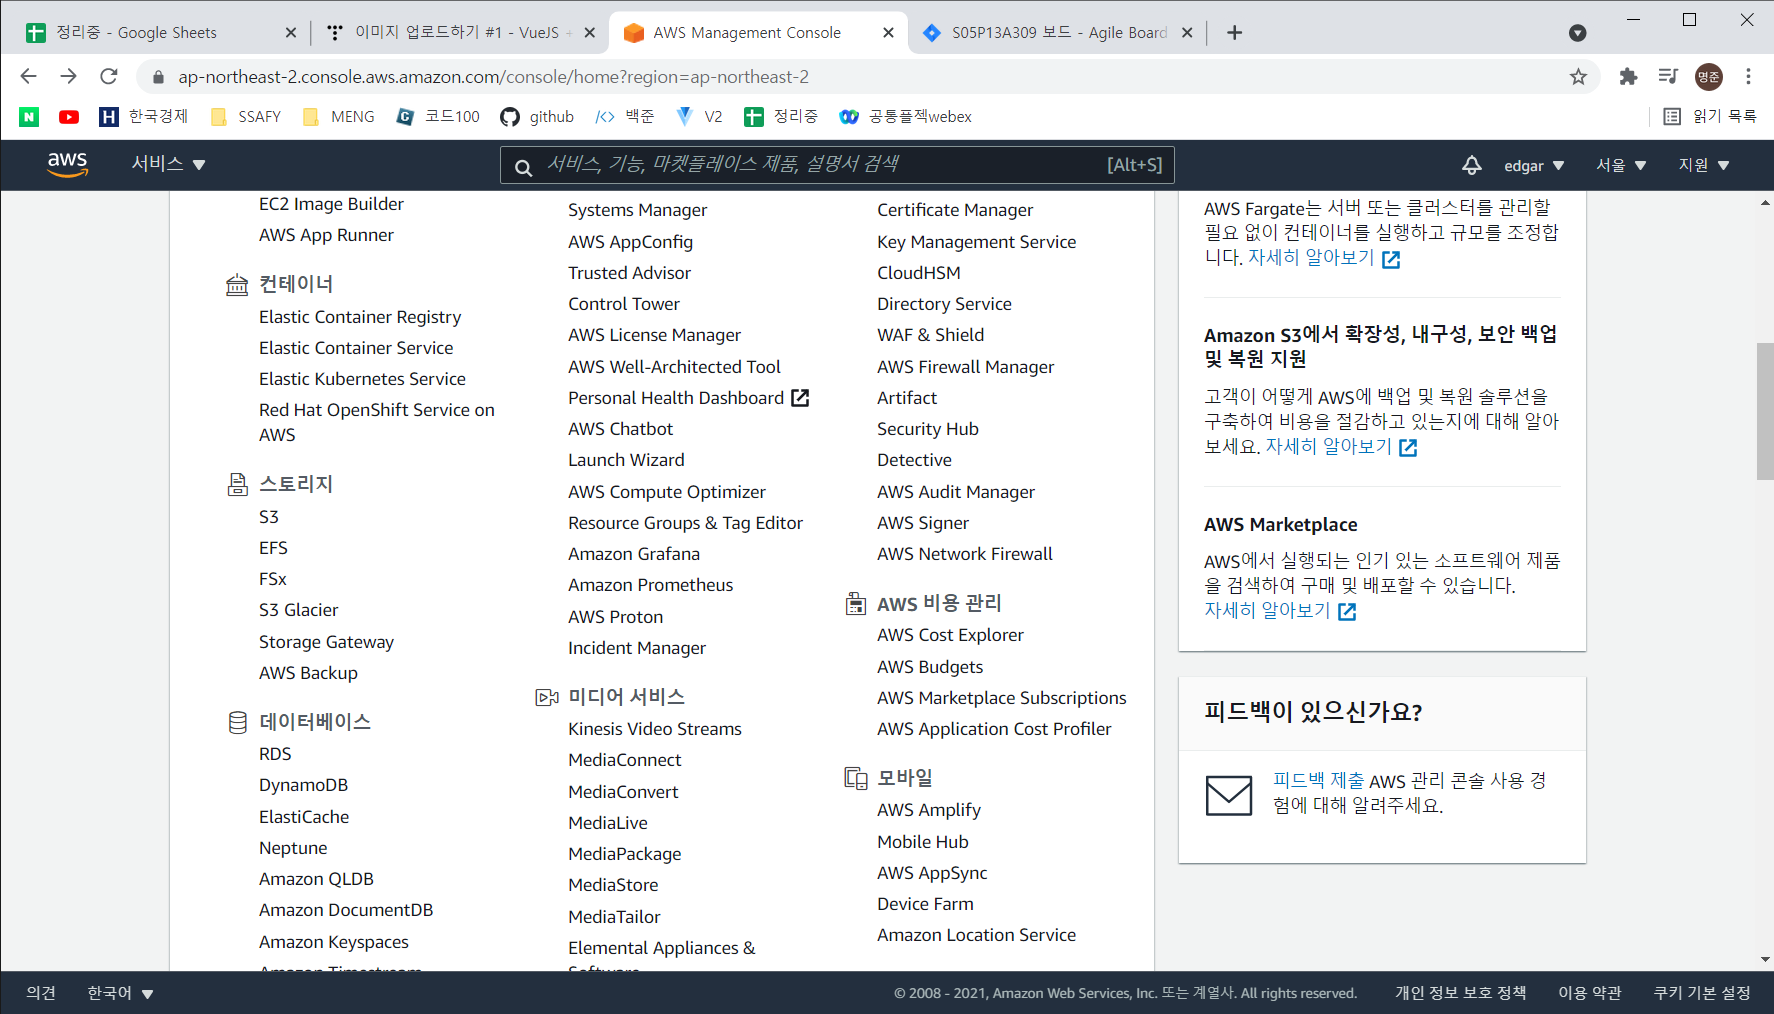 정리중 - Google Sheets
이미지 업로드하기 #1 - VueJS
AWS Management Console
S05P13A309 보드 - Agile Board
ap-northeast-2.console.aws.amazon.com/console/home?region=ap-northeast-2
명준
N
H 한국경제
SSAFY
MENG
코드100
github
백준
V2
정리중
공통플젝webex
읽기 목록
aws
서비스
서비스, 기능, 마켓플레이스 제품, 설명서 검색
[Alt+S]
edgar
서울
지원
EC2 Image Builder
AWS App Runner
컨테이너
Elastic Container Registry
Elastic Container Service
Elastic Kubernetes Service
Red Hat OpenShift Service on
AWS
스토리지
S3
EFS
FSx
S3 Glacier
Storage Gateway
AWS Backup
데이터베이스
RDS
DynamoDB
ElastiCache
Neptune
Amazon QLDB
Amazon DocumentDB
Amazon Keyspaces
Amazon Timestream
Systems Manager
AWS AppConfig
Trusted Advisor
Control Tower
AWS License Manager
AWS Well-Architected Tool
Personal Health Dashboard
AWS Chatbot
Launch Wizard
AWS Compute Optimizer
Resource Groups & Tag Editor
Amazon Grafana
Amazon Prometheus
AWS Proton
Incident Manager
미디어 서비스
Kinesis Video Streams
MediaConnect
MediaConvert
MediaLive
MediaPackage
MediaStore
MediaTailor
Elemental Appliances &
Software
Certificate Manager
Key Management Service
CloudHSM
Directory Service
WAF & Shield
AWS Firewall Manager
Artifact
Security Hub
Detective
AWS Audit Manager
AWS Signer
AWS Network Firewall
AWS 비용 관리
AWS Cost Explorer
AWS Budgets
AWS Marketplace Subscriptions
AWS Application Cost Profiler
모바일
AWS Amplify
Mobile Hub
AWS AppSync
Device Farm
Amazon Location Service
AWS Fargate는 서버 또는 클러스터를 관리할
필요 없이 컨테이너를 실행하고 규모를 조정합
니다. 자세히 알아보기
Amazon S3에서 확장성, 내구성, 보안 백업
및 복원 지원
고객이 어떻게 AWS에 백업 및 복원 솔루션을
구축하여 비용을 절감하고 있는지에 대해 알아
보세요. 자세히 알아보기
AWS Marketplace
AWS에서 실행되는 인기 있는 소프트웨어 제품
을 검색하여 구매 및 배포할 수 있습니다.
자세히 알아보기
피드백이 있으신가요?
피드백 제출 AWS 관리 콘솔 사용 경
험에 대해 알려주세요.
의견
한국어
© 2008 - 2021, Amazon Web Services, Inc. 또는 계열사. All rights reserved.
개인 정보 보호 정책
이용 약관
쿠키 기본 설정